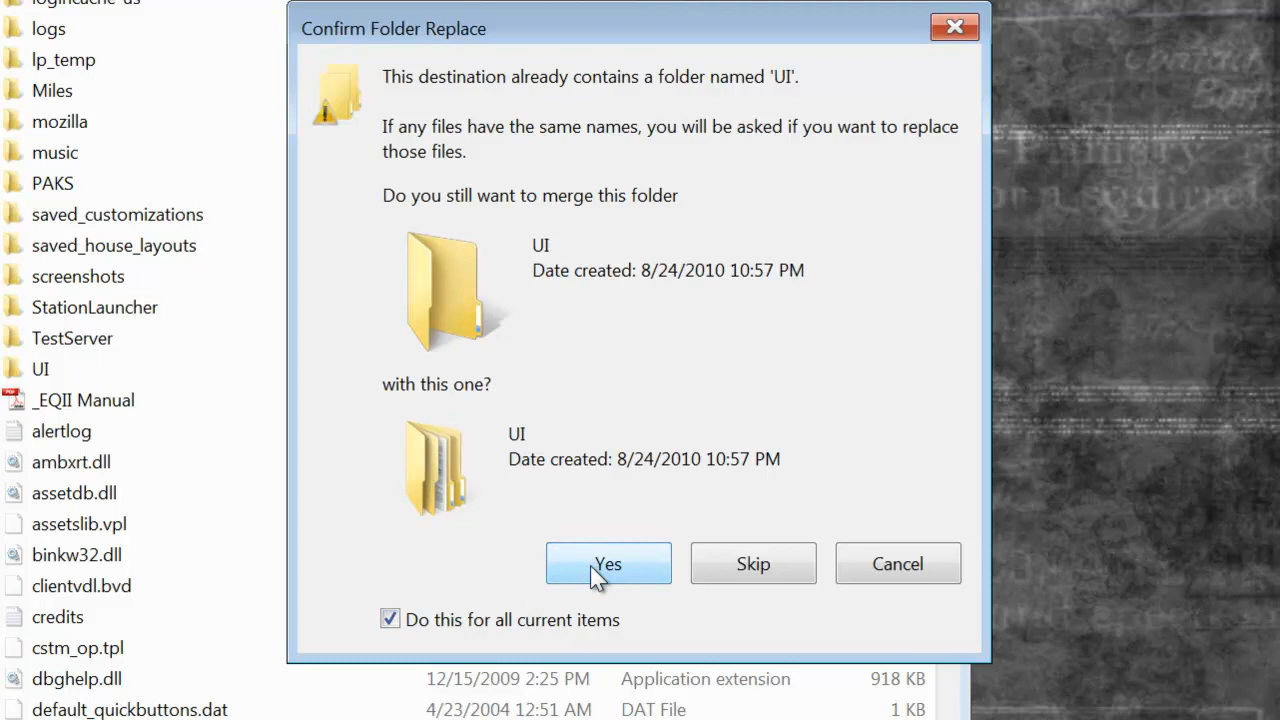 logincache-us
logs
lp_temp
Miles
mozilla
music
PAKS
saved_customizations
saved_house_layouts
screenshots
StationLauncher
TestServer
UI
_EQII Manual
alertlog
ambxrt.dll
assetdb.dll
assetslib.vpl
binkw32.dll
clientvdl.bvd
credits
cstm_op.tpl
dbghelp.dll 12/15/2009 2:25 PM Application extension 918 KB
default_quickbuttons.dat 4/23/2004 12:51 AM DAT File 1 KB
Confirm Folder Replace
This destination already contains a folder named 'UI'.
If any files have the same names, you will be asked if you want to replace
those files.
Do you still want to merge this folder
UI
Date created: 8/24/2010 10:57 PM
with this one?
UI
Date created: 8/24/2010 10:57 PM
Yes Skip Cancel
Do this for all current items
Primary
on a squirrel